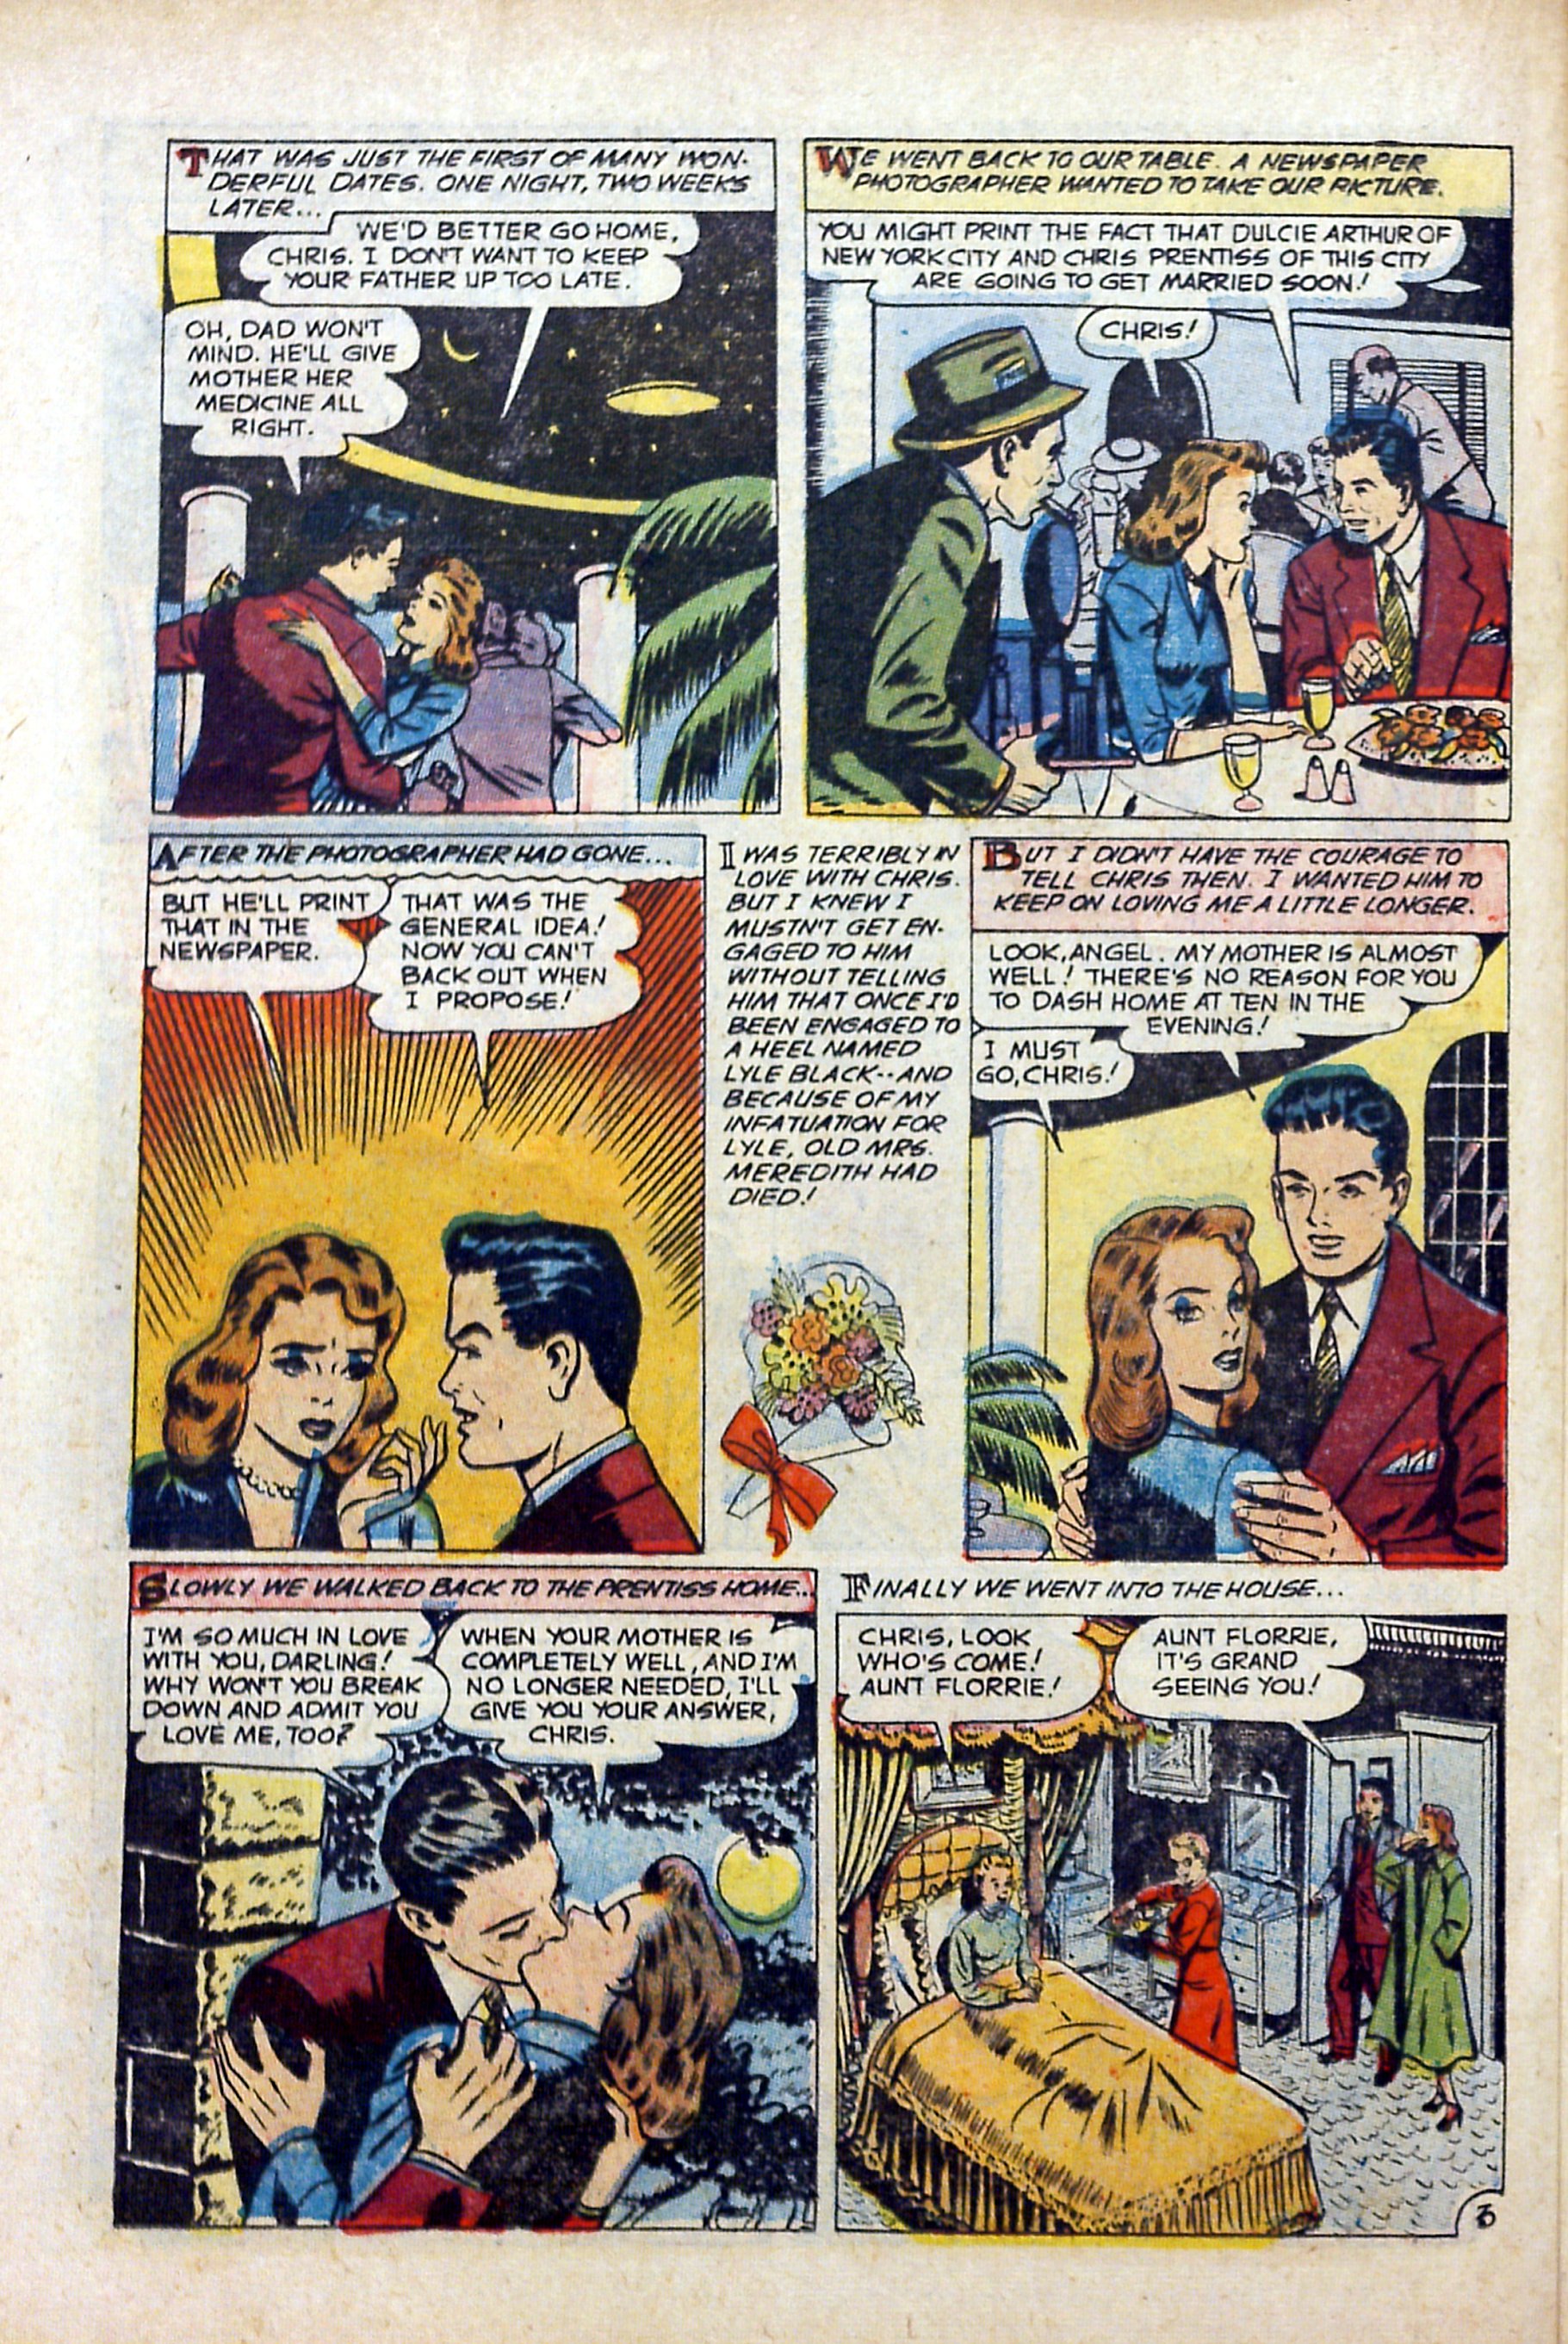 THAT WAS JUST THE FIRST OF MANY WON-
DERFUL DATES. ONE NIGHT, TWO WEEKS
LATER...
WE'D BETTER GO HOME,
CHRIS. I DON'T WANT TO KEEP
YOUR FATHER UP TOO LATE.
OH, DAD WON'T
MIND. HE'LL GIVE
MOTHER HER
MEDICINE ALL
RIGHT.
WE WENT BACK TO OUR TABLE. A NEWSPAPER
PHOTOGRAPHER WANTED TO TAKE OUR PICTURE.
YOU MIGHT PRINT THE FACT THAT DULCIE ARTHUR OF
NEW YORK CITY AND CHRIS PRENTISS OF THIS CITY
ARE GOING TO GET MARRIED SOON!
CHRIS!
AFTER THE PHOTOGRAPHER HAD GONE...
BUT HE'LL PRINT
THAT IN THE
NEWSPAPER.
THAT WAS THE
GENERAL IDEA!
NOW YOU CAN'T
BACK OUT WHEN
I PROPOSE!
I WAS TERRIBLY IN
LOVE WITH CHRIS.
BUT I KNEW I
MUSTN'T GET EN-
GAGED TO HIM
WITHOUT TELLING
HIM THAT ONCE I'D
BEEN ENGAGED TO
A HEEL NAMED
LYLE BLACK--AND
BECAUSE OF MY
INFATUATION FOR
LYLE, OLD MRS.
MEREDITH HAD
DIED!
BUT I DIDN'T HAVE THE COURAGE TO
TELL CHRIS THEN. I WANTED HIM TO
KEEP ON LOVING ME A LITTLE LONGER.
LOOK, ANGEL. MY MOTHER IS ALMOST
WELL! THERE'S NO REASON FOR YOU
TO DASH HOME AT TEN IN THE
EVENING!
I MUST
GO, CHRIS!
SLOWLY WE WALKED BACK TO THE PRENTISS HOME...
I'M SO MUCH IN LOVE
WITH YOU, DARLING!
WHY WON'T YOU BREAK
DOWN AND ADMIT YOU
LOVE ME, TOO?
WHEN YOUR MOTHER IS
COMPLETELY WELL, AND I'M
NO LONGER NEEDED, I'LL
GIVE YOU YOUR ANSWER,
CHRIS.
FINALLY WE WENT INTO THE HOUSE...
CHRIS, LOOK
WHO'S COME!
AUNT FLORRIE!
AUNT FLORRIE,
IT'S GRAND
SEEING YOU!